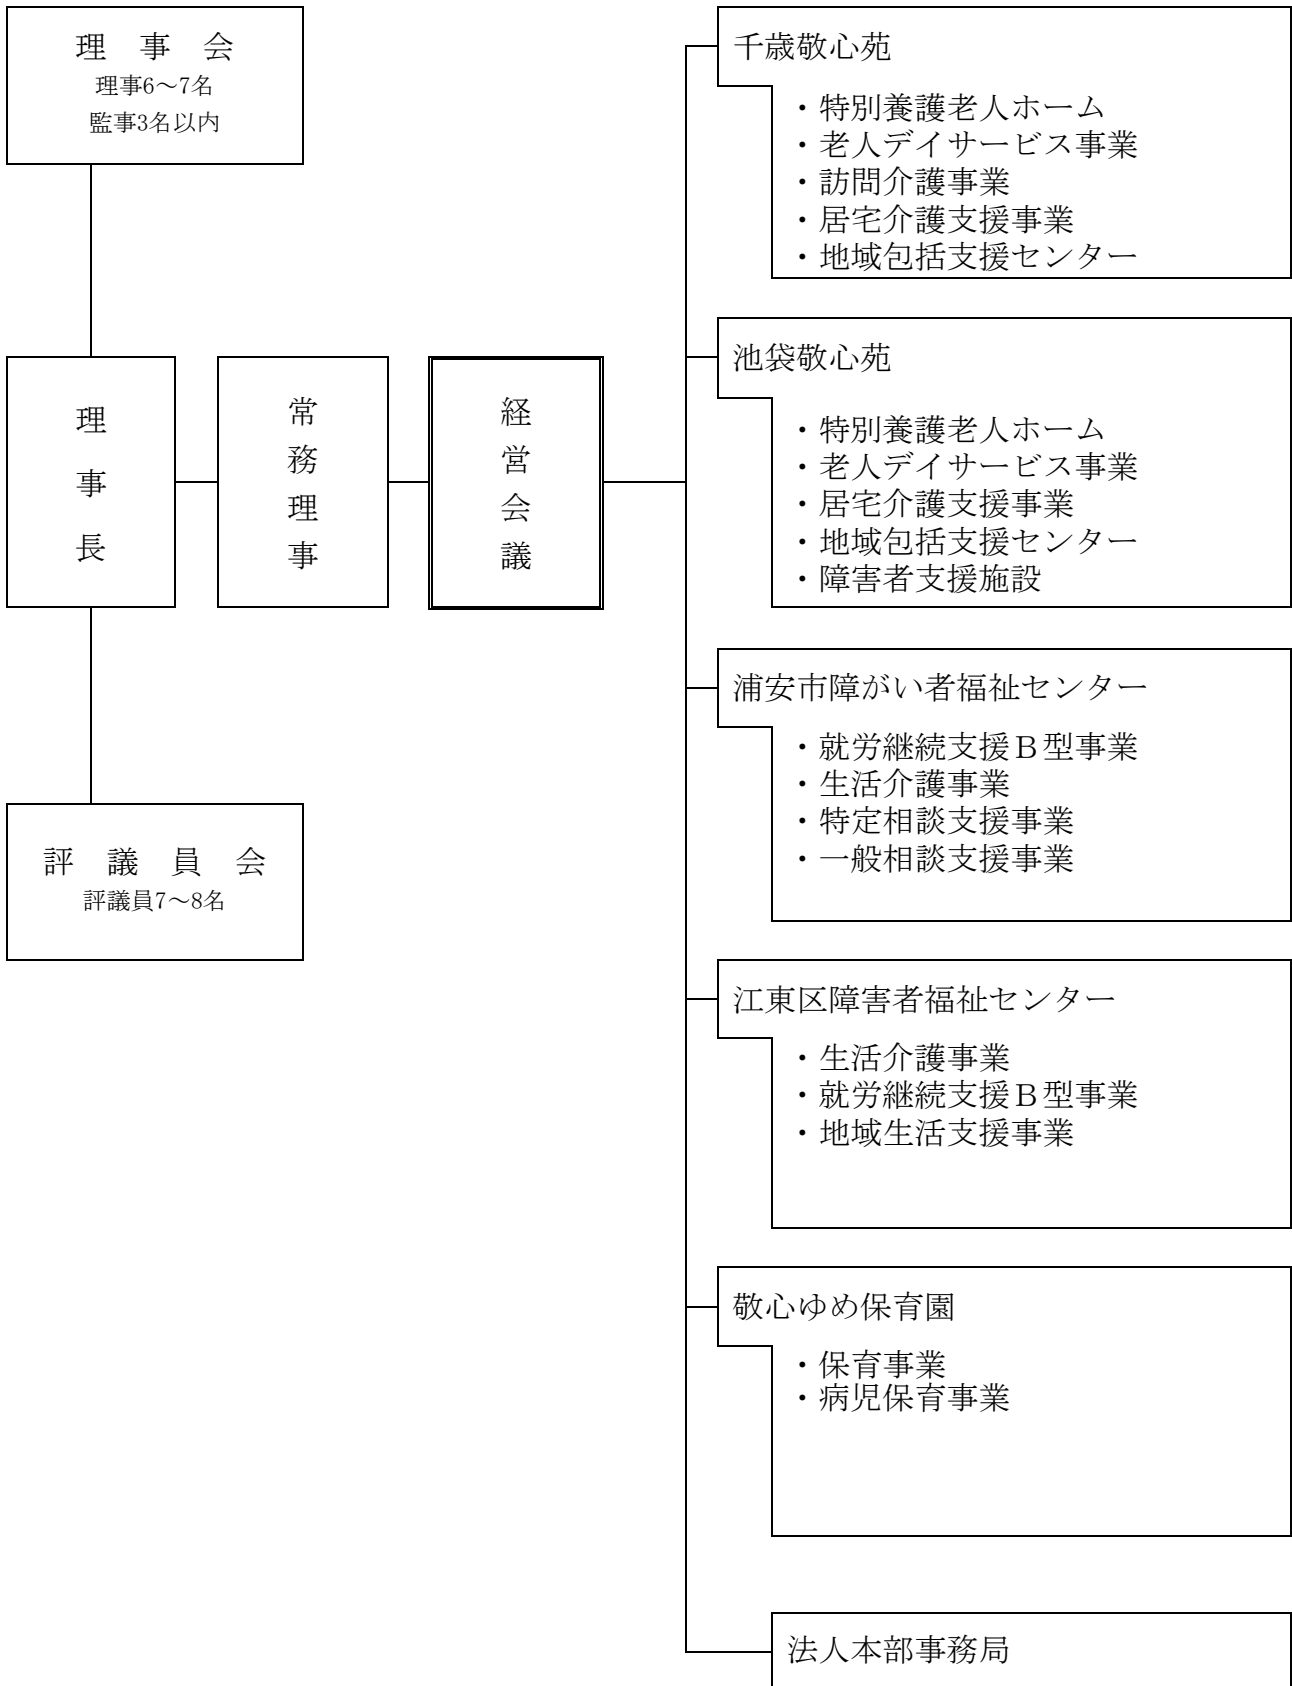 理　事　会
理事6～7名
監事3名以内
理事長
常務理事
経営会議
評　議　員　会
評議員7～8名
千歳敬心苑
・特別養護老人ホーム
・老人デイサービス事業
・訪問介護事業
・居宅介護支援事業
・地域包括支援センター
池袋敬心苑
・特別養護老人ホーム
・老人デイサービス事業
・居宅介護支援事業
・地域包括支援センター
・障害者支援施設
浦安市障がい者福祉センター
・就労継続支援Ｂ型事業
・生活介護事業
・特定相談支援事業
・一般相談支援事業
江東区障害者福祉センター
・生活介護事業
・就労継続支援Ｂ型事業
・地域生活支援事業
敬心ゆめ保育園
・保育事業
・病児保育事業
法人本部事務局